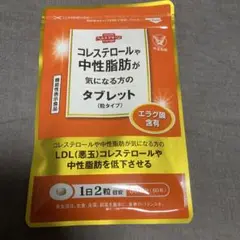 コレステロールや
中性脂肪が
気になる方の
タブレット
(粒タイプ)
機能性表示食品
エラグ酸
含有
コレステロールや中性脂肪が気になる方の
LDL(悪玉)コレステロールや
中性脂肪を低下させる
1日2粒目安